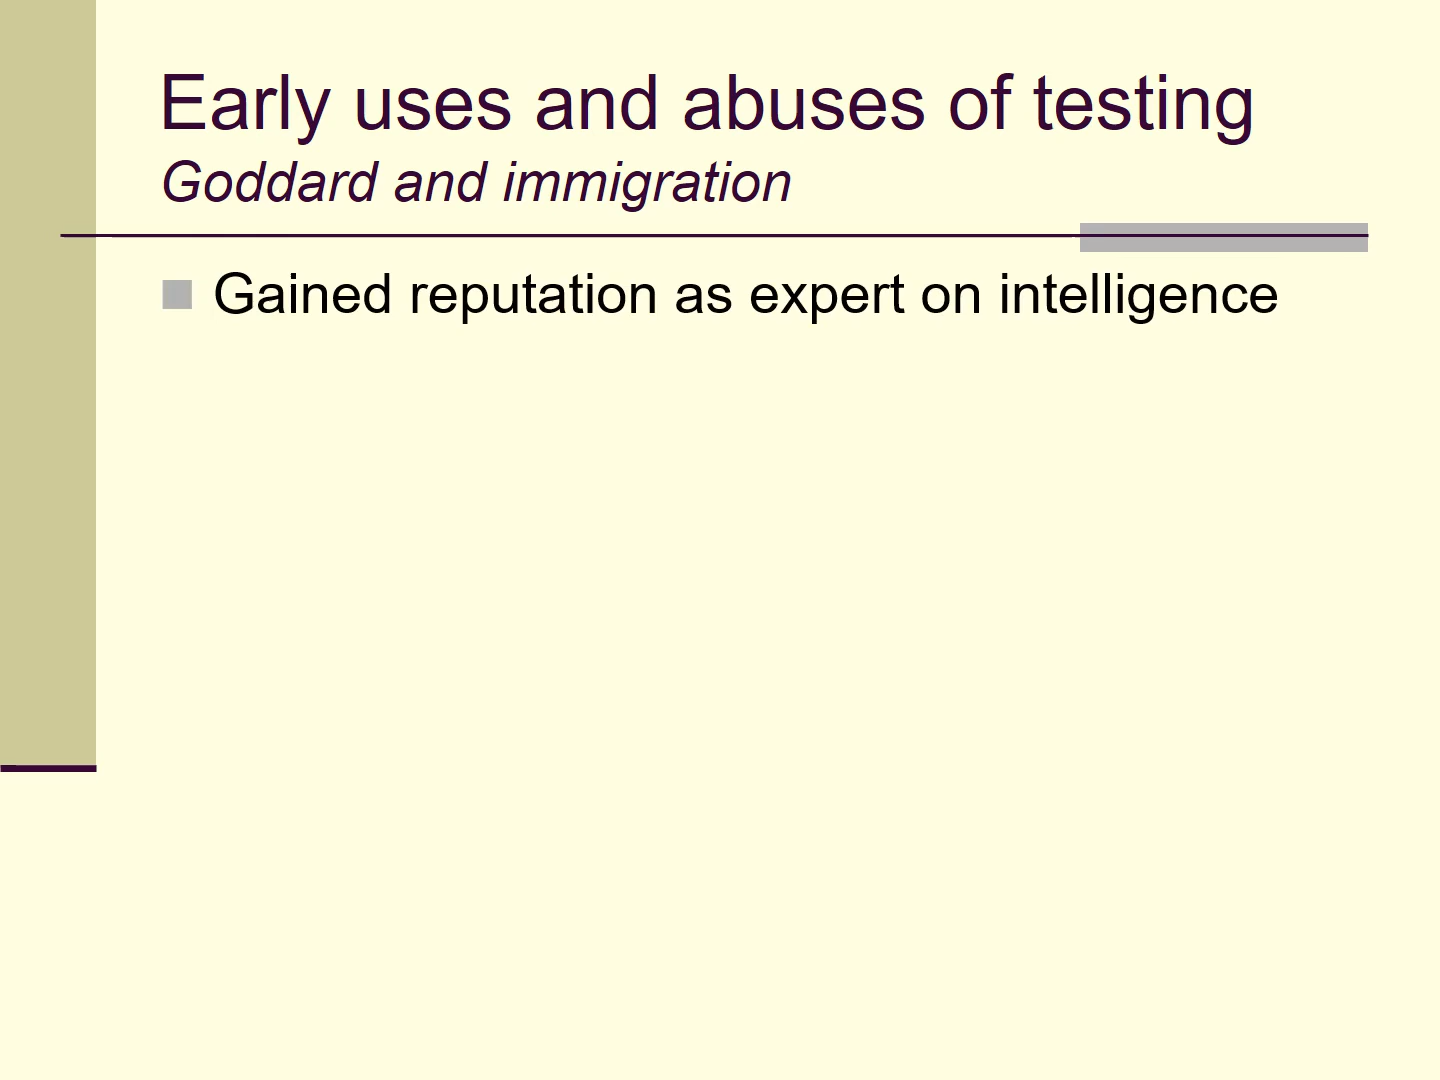 Early uses and abuses of testing
Goddard and immigration
Gained reputation as expert on intelligence